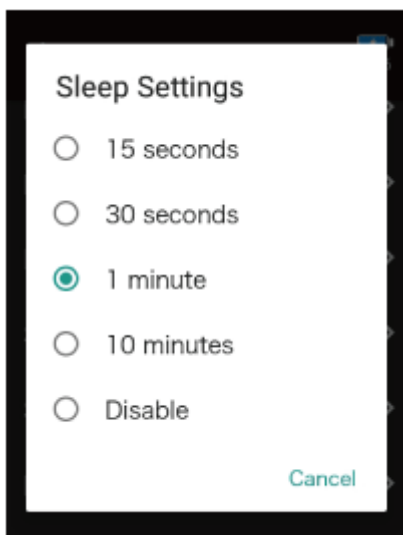 Sleep Settings
15 seconds
30 seconds
1 minute
10 minutes
Disable
Cancel